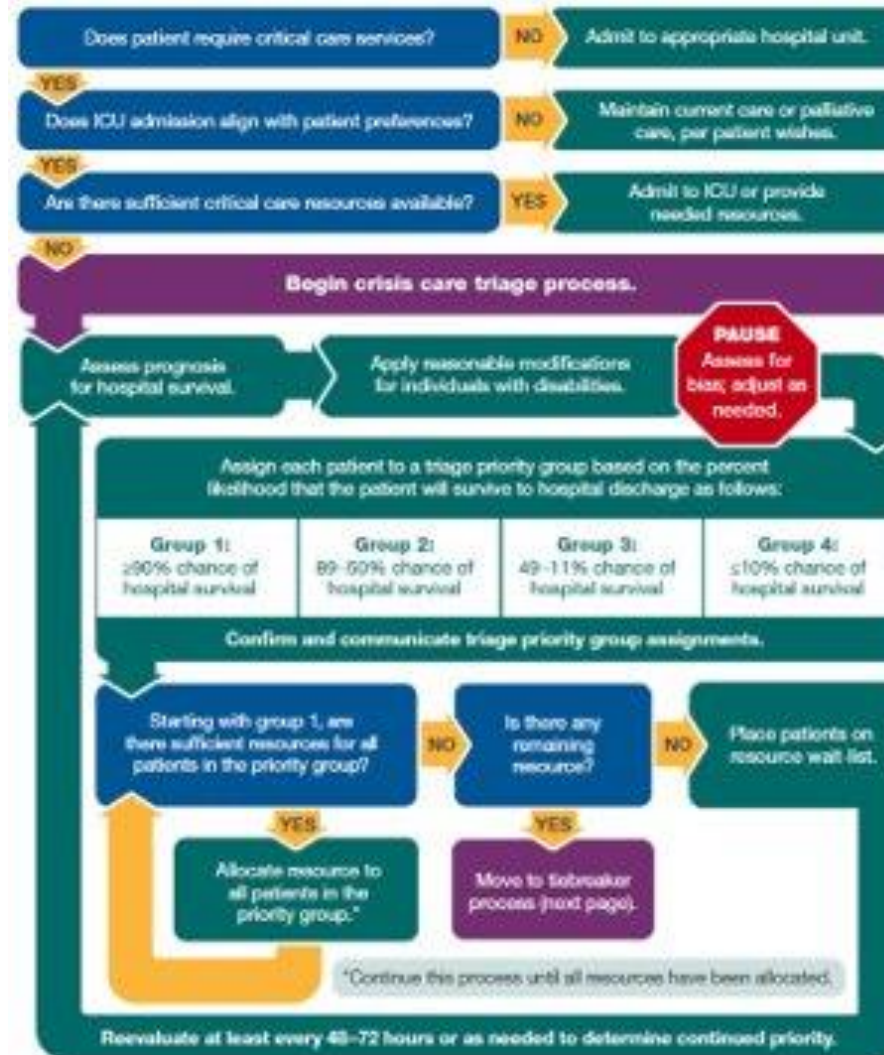 Does patient require critical care services?
NO
Admit to appropriate hospital unit.
YES
Does ICU admission align with patient preferences?
NO
Maintain current care or palliative
care, per patient wishes.
YES
Are there sufficient critical care resources available?
YES
Admit to ICU or provide
needed resources.
NO
Begin crisis care triage process.
Assess prognosis
for hospital survival.
Apply reasonable modifications
for individuals with disabilities.
PAUSE
Assess for
bias; adjust as
needed.
Assign each patient to a triage priority group based on the percent
likelihood that the patient will survive to hospital discharge as follows:
Group 1:
≥90% chance of
hospital survival
Group 2:
89–50% chance of
hospital survival
Group 3:
49–11% chance of
hospital survival
Group 4:
≤10% chance of
hospital survival
Confirm and communicate triage priority group assignments.
Starting with group 1, are
there sufficient resources for all
patients in the priority group?
NO
Is there any
remaining
resource?
NO
Place patients on
resource wait-list.
YES
Allocate resource to
all patients in the
priority group.*
YES
Move to tiebreaker
process (next page).
*Continue this process until all resources have been allocated.
Reevaluate at least every 48–72 hours or as needed to determine continued priority.